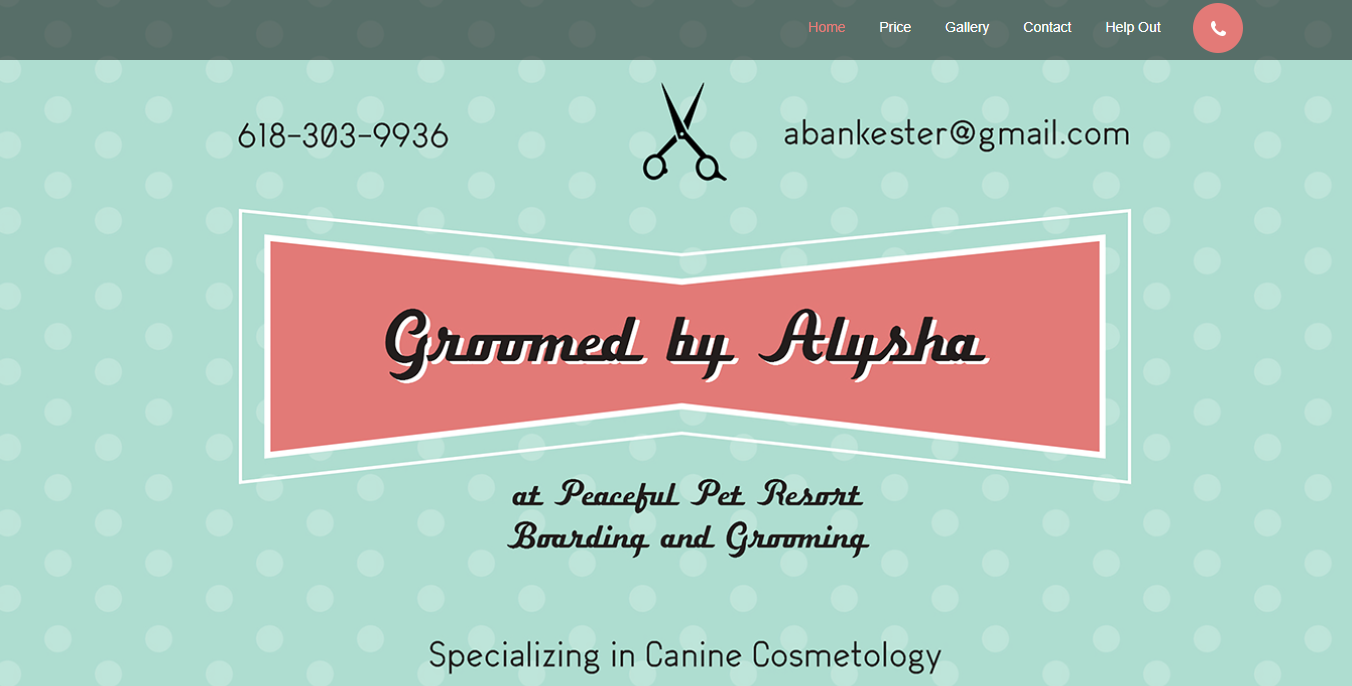 Home Price Gallery Contact Help Out
618-303-9936
abankester@gmail.com
Groomed by Alysha
at Peaceful Pet Resort
Boarding and Grooming
Specializing in Canine Cosmetology